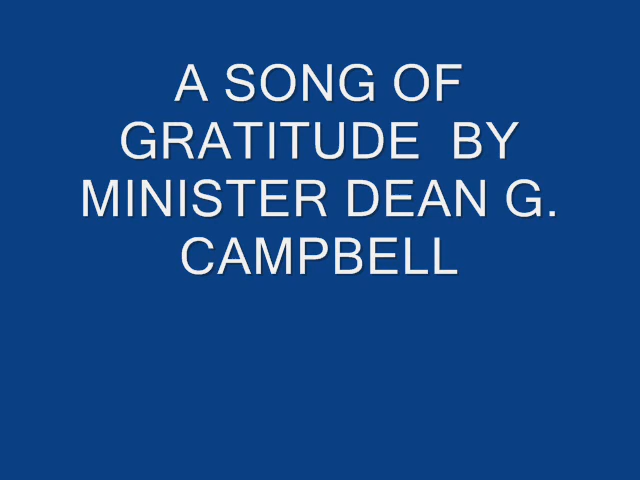 A SONG OF
GRATITUDE  BY
MINISTER DEAN G.
CAMPBELL